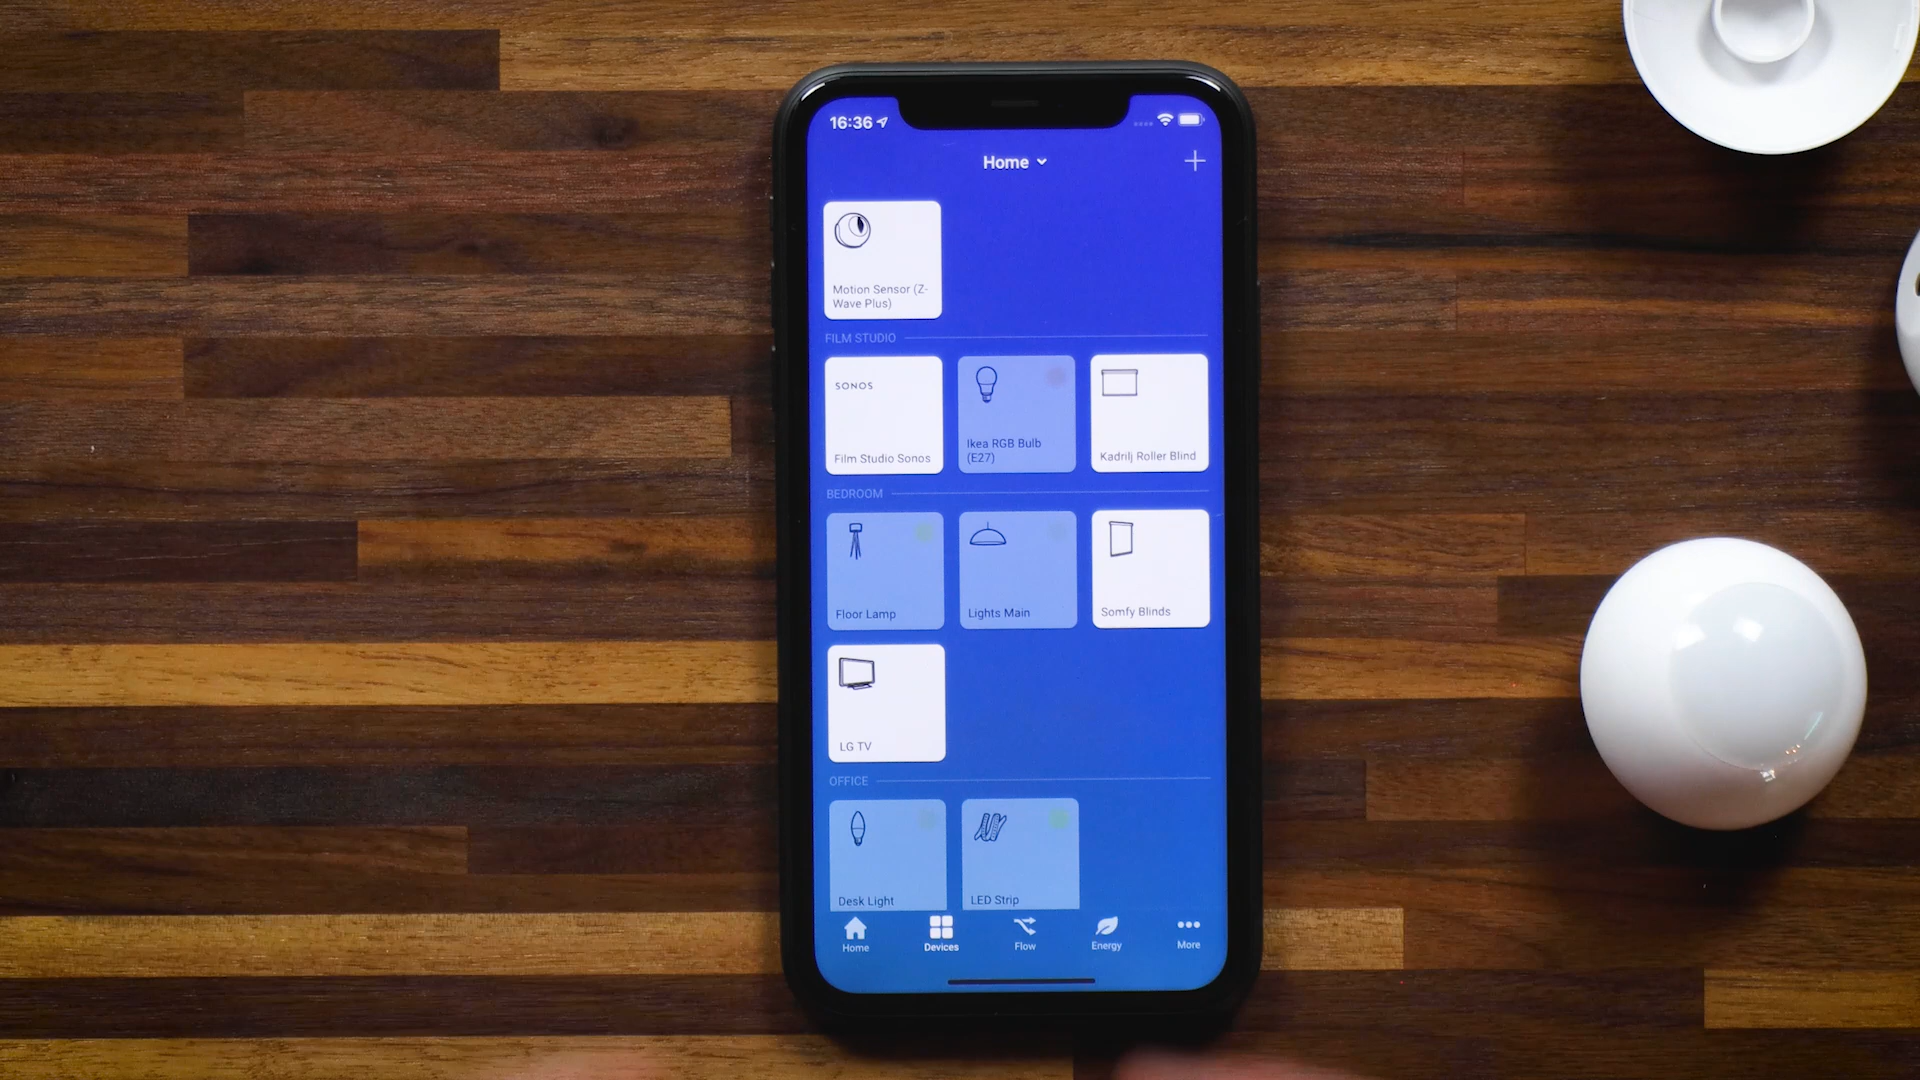 16:36
Home
Motion Sensor (Z-
Wave Plus)
FILM STUDIO
SONOS
Film Studio Sonos
Ikea RGB Bulb
(E27)
Kadrilj Roller Blind
BEDROOM
Floor Lamp
Lights Main
Somfy Blinds
LG TV
OFFICE
Desk Light
LED Strip
Home
Devices
Flow
Energy
More